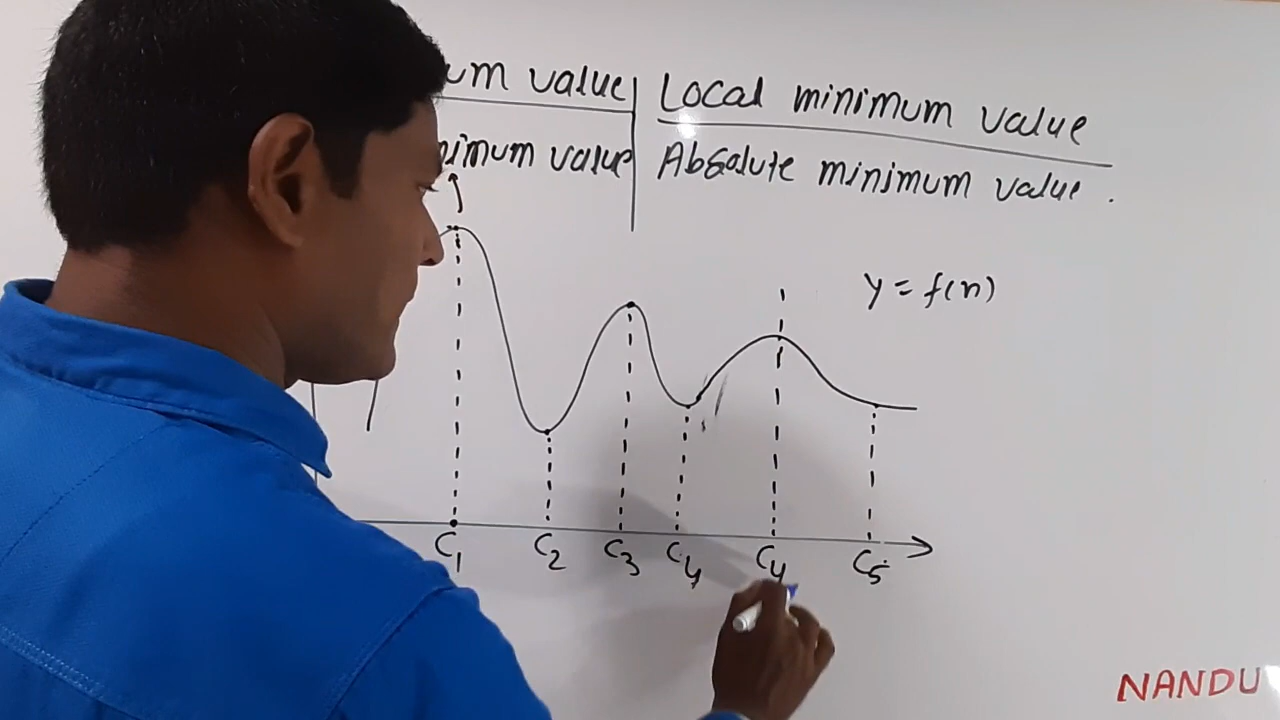 um value | Local minimum value
nimum value | Absolute minimum value .
y = f(n)
C1 C2 C3 C4 C4 C5
NANDU